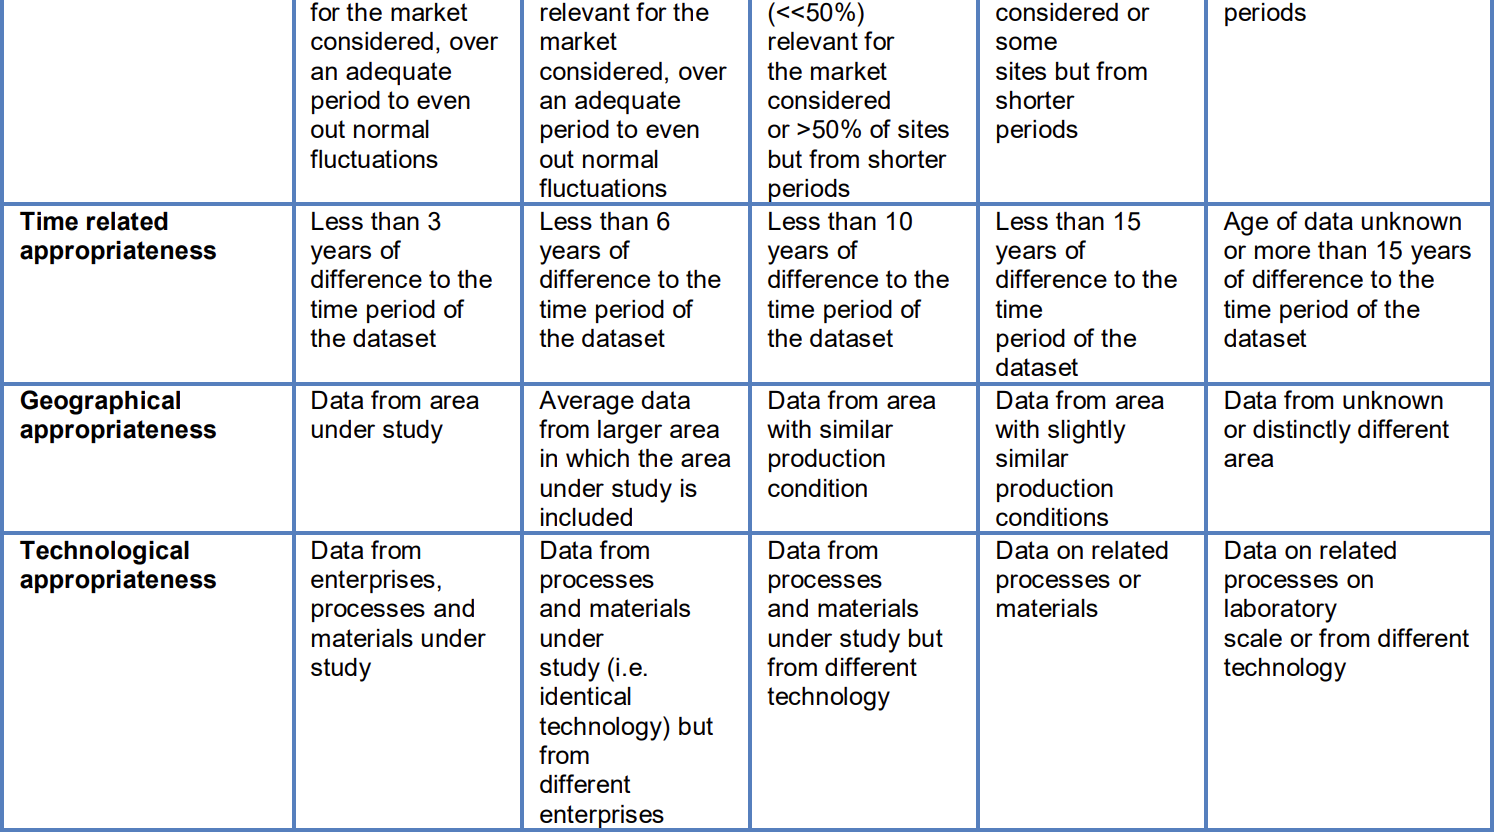 for the market
considered, over
an adequate
period to even
out normal
fluctuations
relevant for the
market
considered, over
an adequate
period to even
out normal
fluctuations
(<<50%)
relevant for
the market
considered
or >50% of sites
but from shorter
periods
considered or
some
sites but from
shorter
periods
periods
Time related
appropriateness
Less than 3
years of
difference to the
time period of
the dataset
Less than 6
years of
difference to the
time period of
the dataset
Less than 10
years of
difference to the
time period of
the dataset
Less than 15
years of
difference to the
time
period of the
dataset
Age of data unknown
or more than 15 years
of difference to the
time period of the
dataset
Geographical
appropriateness
Data from area
under study
Average data
from larger area
in which the area
under study is
included
Data from area
with similar
production
condition
Data from area
with slightly
similar
production
conditions
Data from unknown
or distinctly different
area
Technological
appropriateness
Data from
enterprises,
processes and
materials under
study
Data from
processes
and materials
under
study (i.e.
identical
technology) but
from
different
enterprises
Data from
processes
and materials
under study but
from different
technology
Data on related
processes or
materials
Data on related
processes on
laboratory
scale or from different
technology